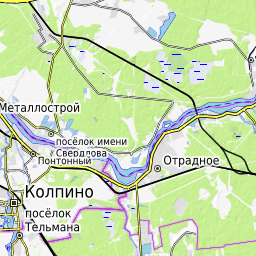 Металлострой
посёлок имени
Свердлова
Понтонный
Отрадное
Колпино
посёлок
Тельмана